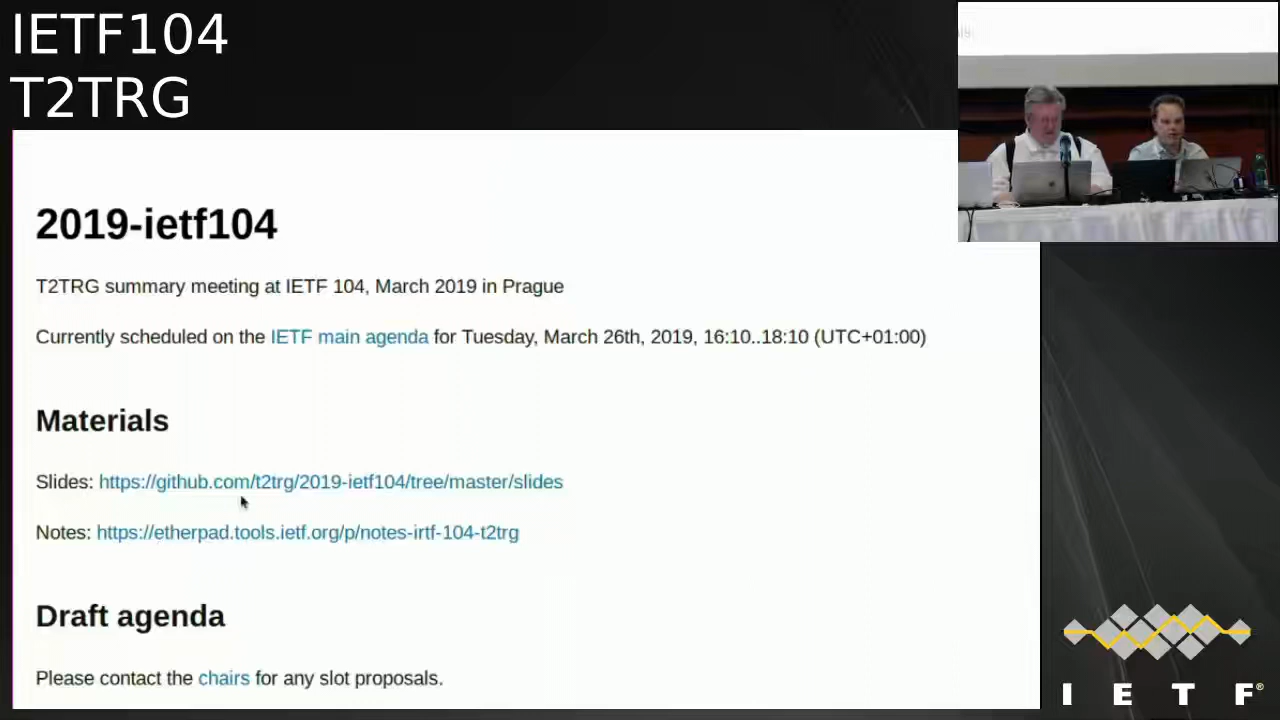 IETF104
T2TRG
2019-ietf104
T2TRG summary meeting at IETF 104, March 2019 in Prague
Currently scheduled on the IETF main agenda for Tuesday, March 26th, 2019, 16:10..18:10 (UTC+01:00)
Materials
Slides: https://github.com/t2trg/2019-ietf104/tree/master/slides
Notes: https://etherpad.tools.ietf.org/p/notes-irtf-104-t2trg
Draft agenda
Please contact the chairs for any slot proposals.
I E T F®